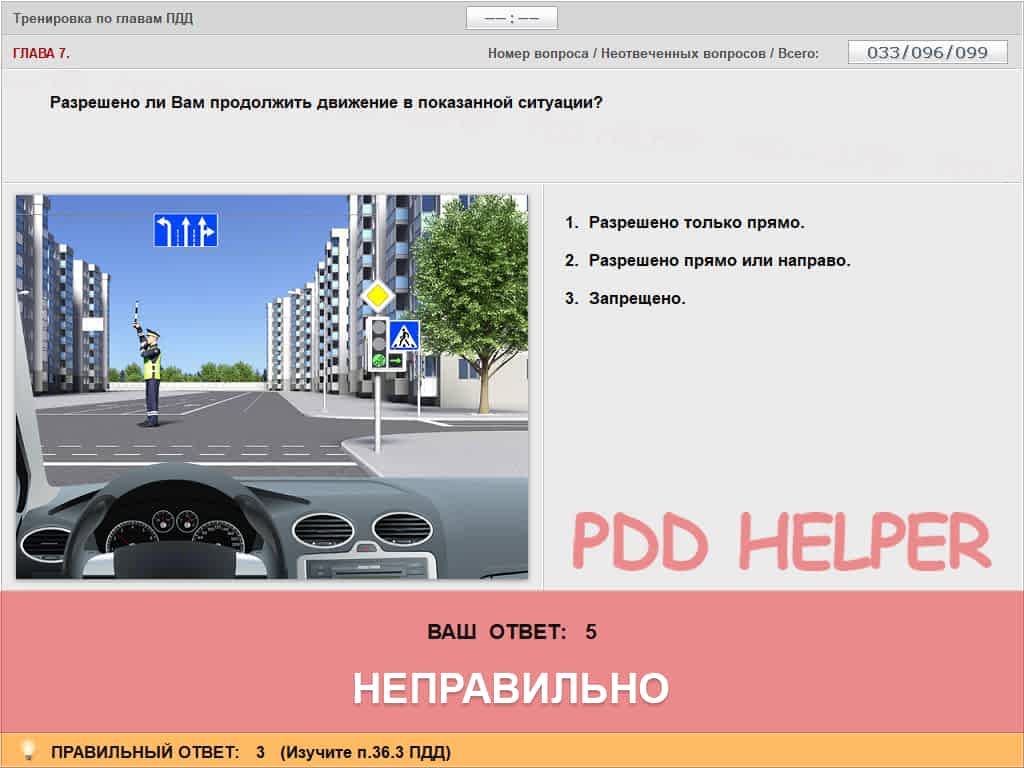 Тренировка по главам ПДД
—— : ——
ГЛАВА 7.
Номер вопроса / Неотвеченных вопросов / Всего: 033/096/099
Разрешено ли Вам продолжить движение в показанной ситуации?
1. Разрешено только прямо.
2. Разрешено прямо или направо.
3. Запрещено.
PDD HELPER
ВАШ ОТВЕТ: 5
НЕПРАВИЛЬНО
ПРАВИЛЬНЫЙ ОТВЕТ: 3 (Изучите п.36.3 ПДД)